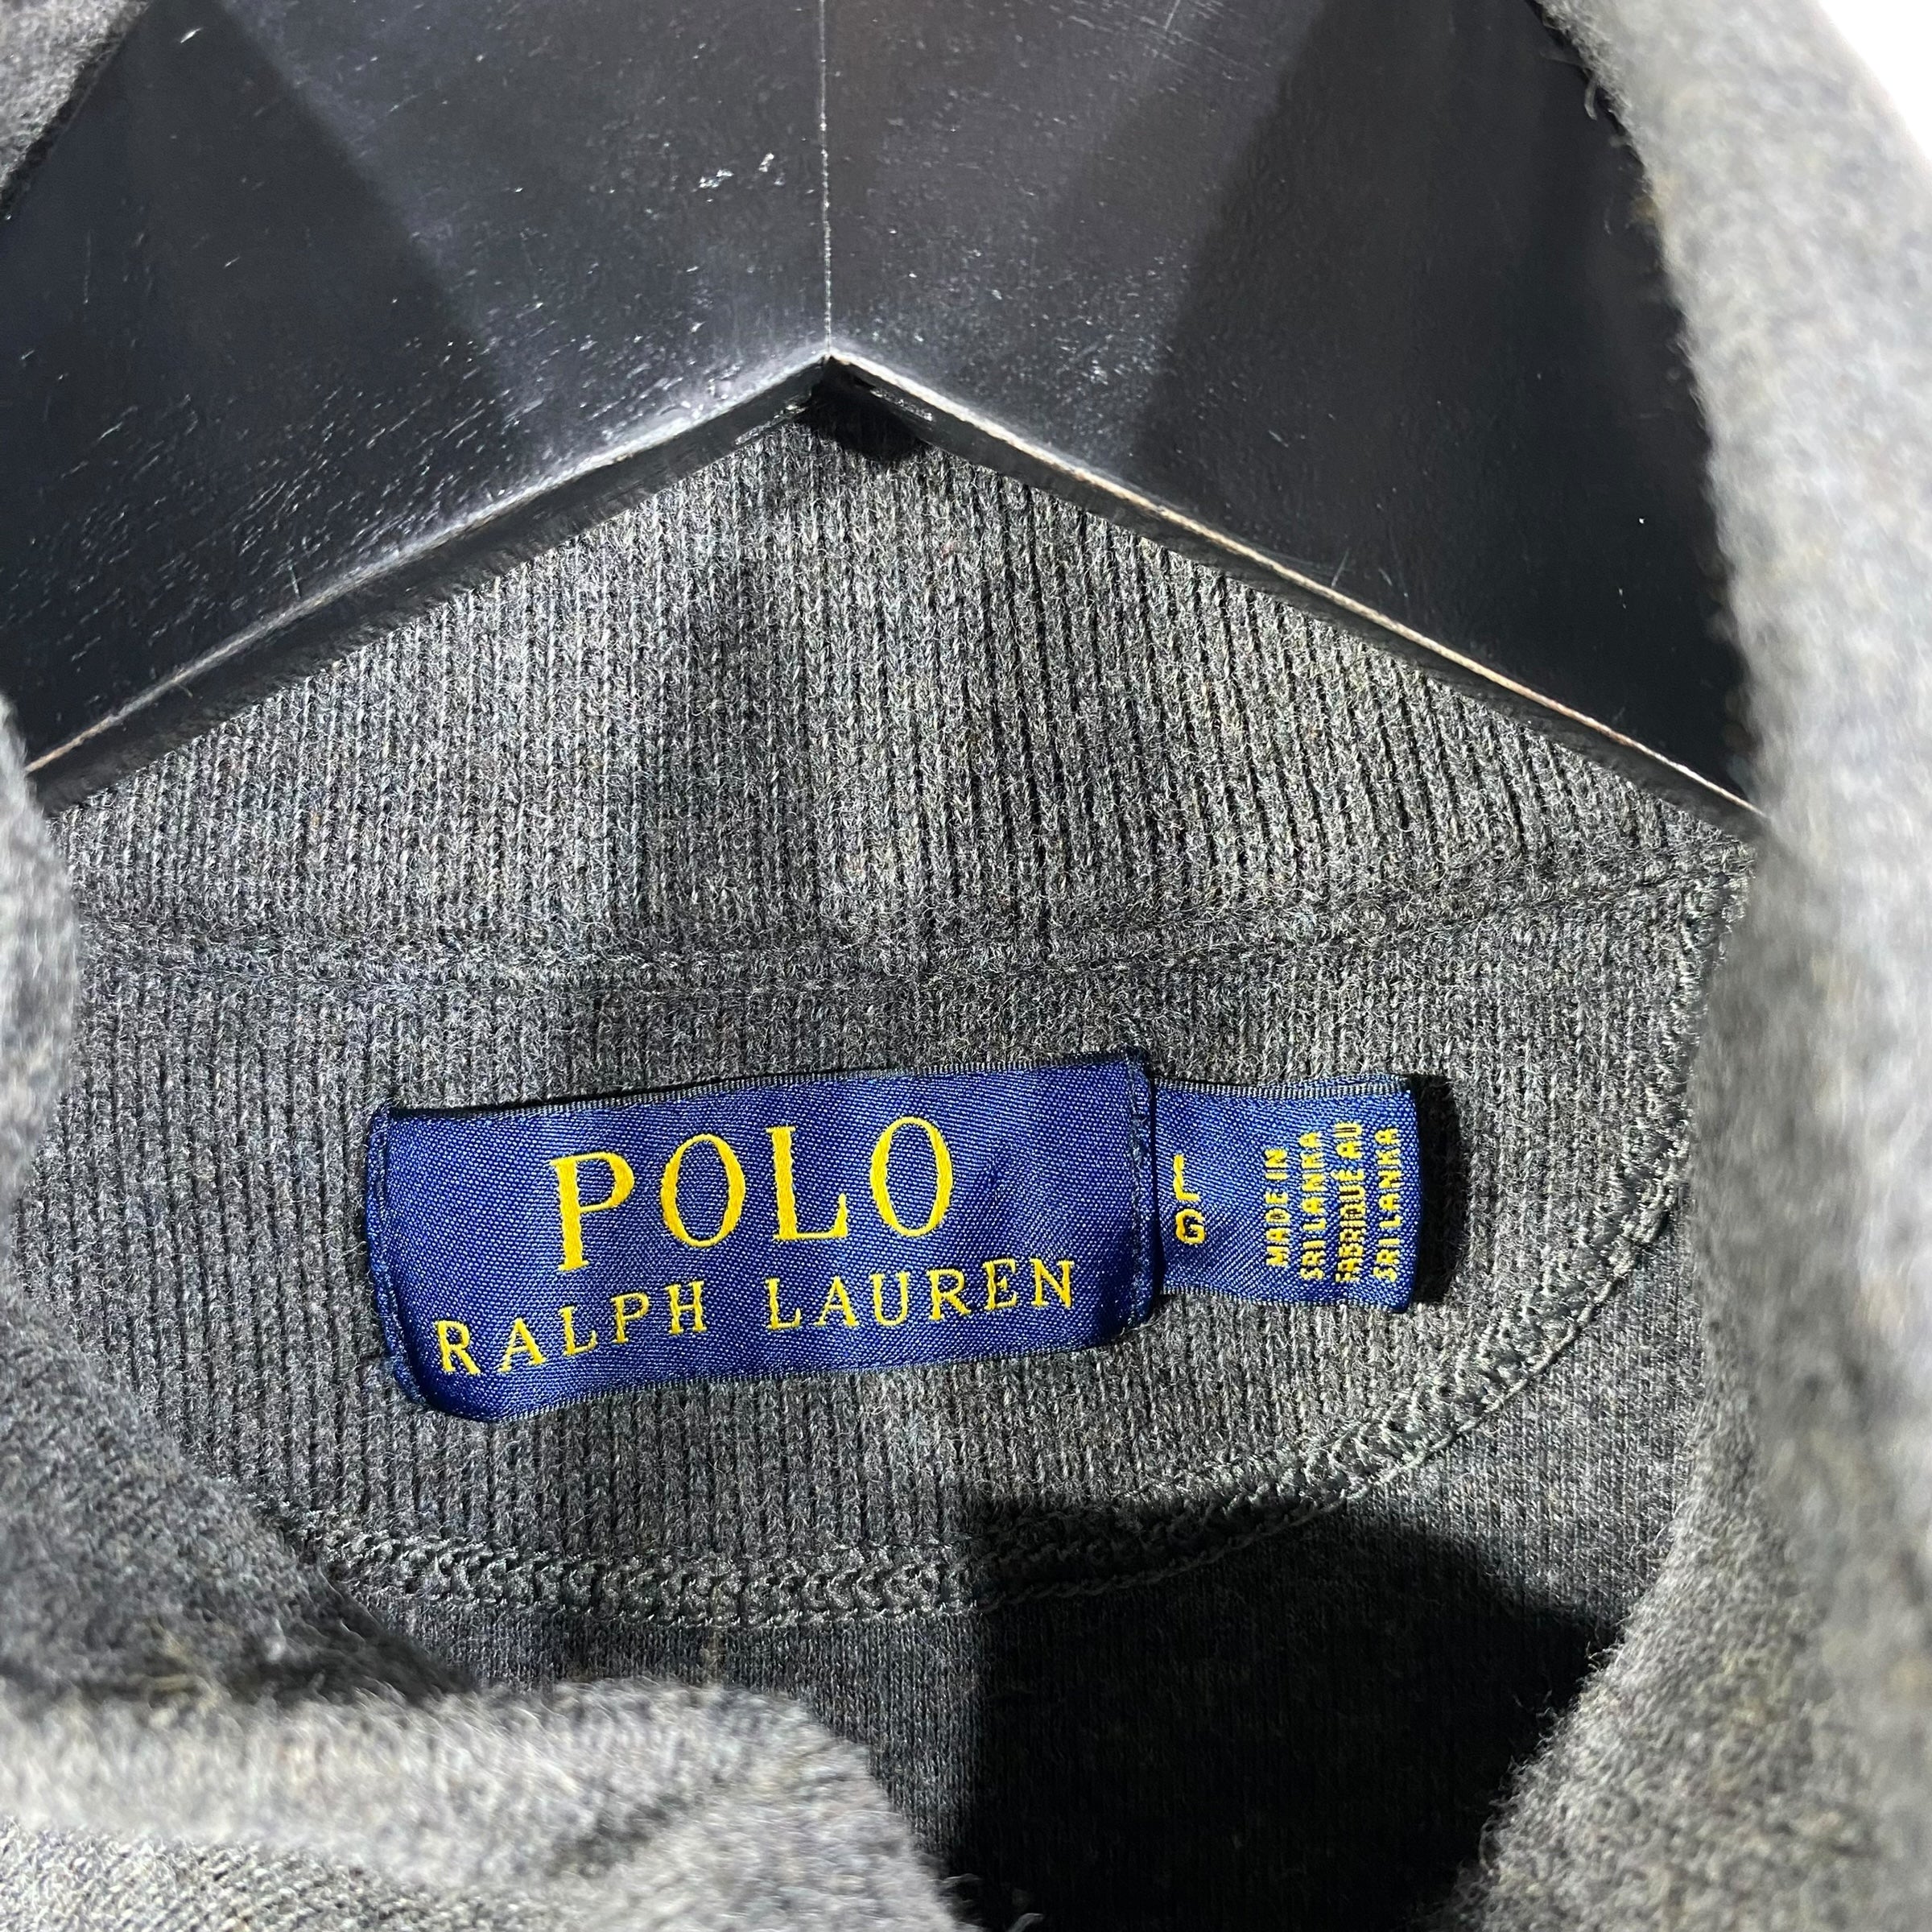 POLO
RALPH LAUREN
L
G
MADE IN
SRI LANKA
FABRIQUÉ AU
SRI LANKA